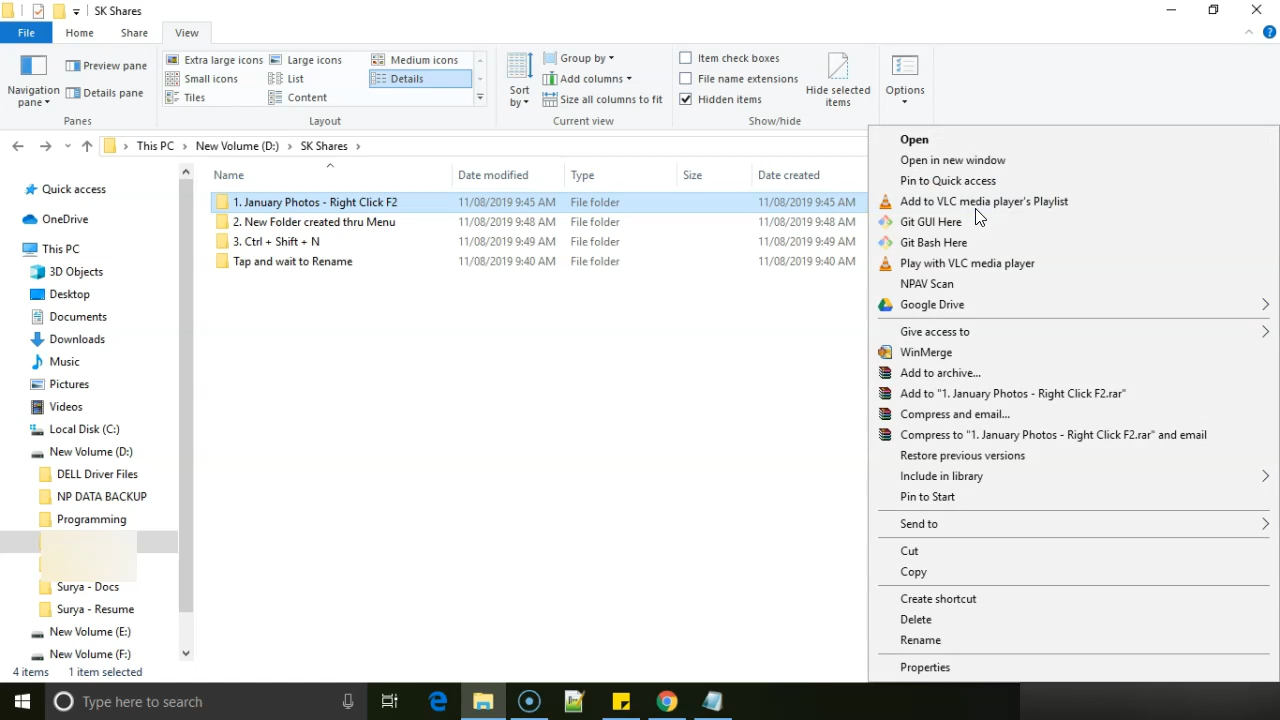 SK Shares
File Home Share View
Navigation pane
Preview pane
Details pane
Panes
Extra large icons Large icons Medium icons
Small icons List Details
Tiles Content
Layout
Sort by
Group by
Add columns
Size all columns to fit
Current view
Item check boxes
File name extensions
Hidden items
Hide selected items
Show/hide
Options
This PC New Volume (D:) SK Shares
Name Date modified Type Size Date created
1. January Photos - Right Click F2 11/08/2019 9:45 AM File folder 11/08/2019 9:45 AM
2. New Folder created thru Menu 11/08/2019 9:48 AM File folder 11/08/2019 9:48 AM
3. Ctrl + Shift + N 11/08/2019 9:49 AM File folder 11/08/2019 9:49 AM
Tap and wait to Rename 11/08/2019 9:40 AM File folder 11/08/2019 9:40 AM
Quick access
OneDrive
This PC
3D Objects
Desktop
Documents
Downloads
Music
Pictures
Videos
Local Disk (C:)
New Volume (D:)
DELL Driver Files
NP DATA BACKUP
Programming
Surya - Docs
Surya - Resume
New Volume (E:)
New Volume (F:)
4 items 1 item selected
Open
Open in new window
Pin to Quick access
Add to VLC media player's Playlist
Git GUI Here
Git Bash Here
Play with VLC media player
NPAV Scan
Google Drive
Give access to
WinMerge
Add to archive...
Add to "1. January Photos - Right Click F2.rar"
Compress and email...
Compress to "1. January Photos - Right Click F2.rar" and email
Restore previous versions
Include in library
Pin to Start
Send to
Cut
Copy
Create shortcut
Delete
Rename
Properties
Type here to search